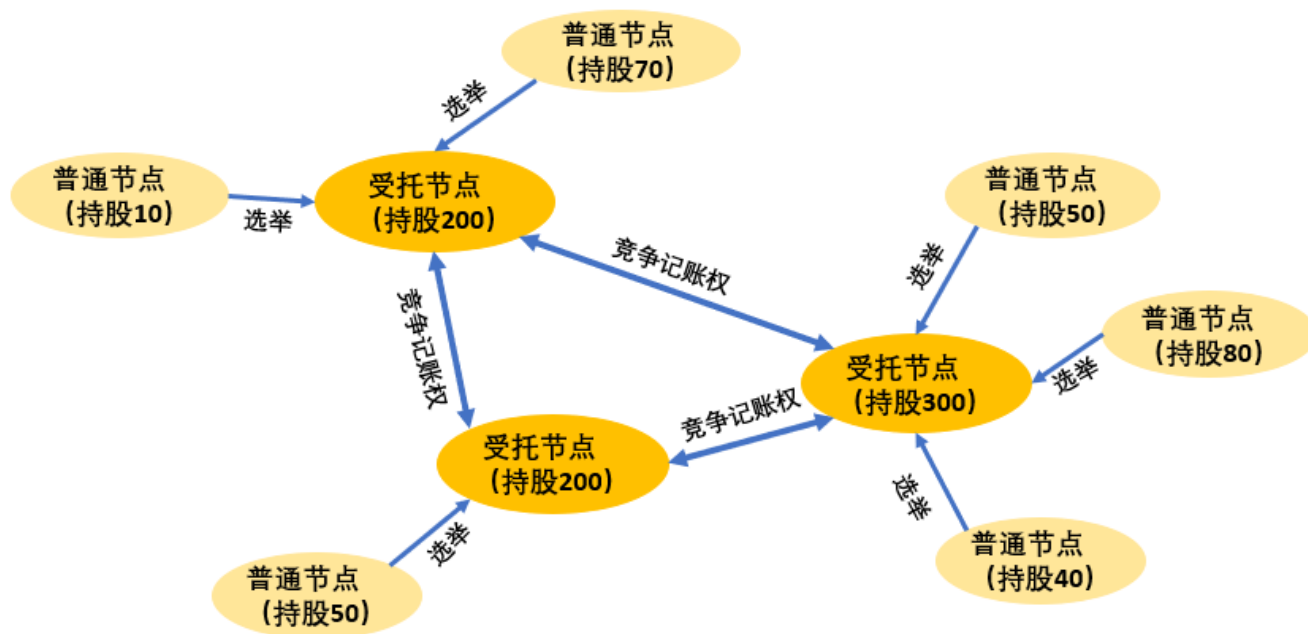 普通节点
（持股70）
选举
普通节点
（持股10）
选举
受托节点
（持股200）
普通节点
（持股50）
选举
竞争记账权
竞争记账权
普通节点
（持股80）
选举
受托节点
（持股300）
竞争记账权
受托节点
（持股200）
选举
普通节点
（持股50）
选举
普通节点
（持股40）